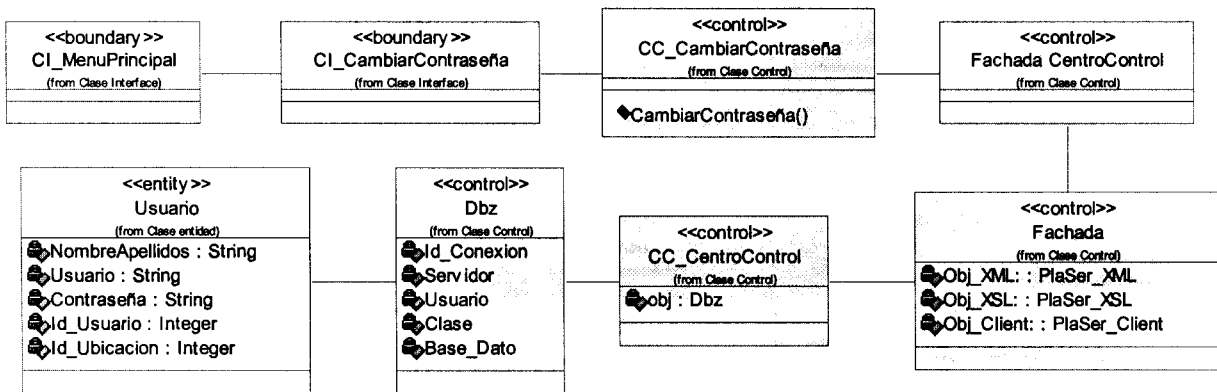 <<boundary>>
CI_MenuPrincipal
(from Clase Interface)
<<boundary>>
CI_CambiarContraseña
(from Clase Interface)
<<control>>
CC_CambiarContraseña
(from Clase Control)
CambiarContraseña()
<<control>>
Fachada CentroControl
(from Clase Control)
<<entity>>
Usuario
(from Clase entidad)
NombreApellidos : String
Usuario : String
Contraseña : String
Id_Usuario : Integer
Id_Ubicacion : Integer
<<control>>
Dbz
(from Clase Control)
Id_Conexion
Servidor
Usuario
Clase
Base_Dato
<<control>>
CC_CentroControl
(from Clase Control)
obj : Dbz
<<control>>
Fachada
(from Clase Control)
Obj_XML: : PlaSer_XML
Obj_XSL: : PlaSer_XSL
Obj_Client: : PlaSer_Client